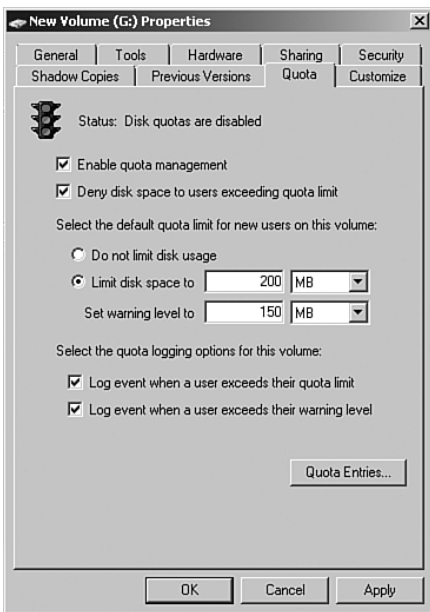 New Volume (G:) Properties
General Tools Hardware Sharing Security
Shadow Copies Previous Versions Quota Customize
Status: Disk quotas are disabled
Enable quota management
Deny disk space to users exceeding quota limit
Select the default quota limit for new users on this volume:
Do not limit disk usage
Limit disk space to 200 MB
Set warning level to 150 MB
Select the quota logging options for this volume:
Log event when a user exceeds their quota limit
Log event when a user exceeds their warning level
Quota Entries...
OK Cancel Apply